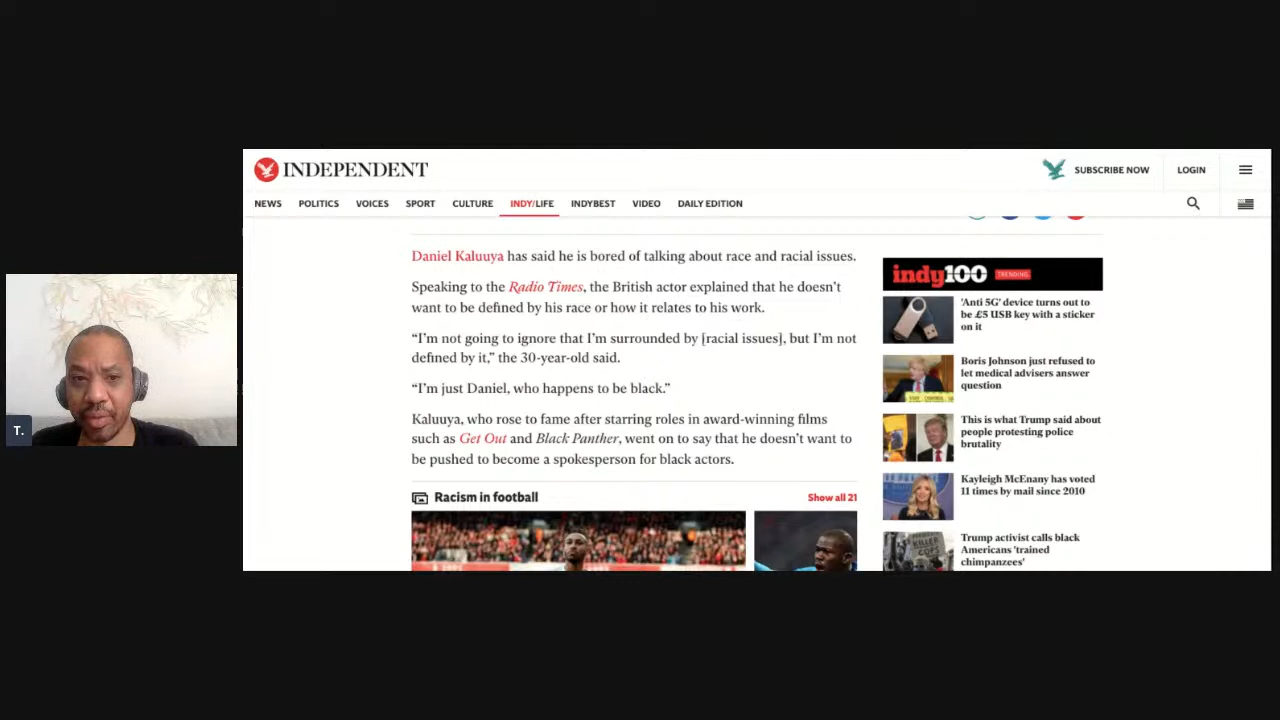 INDEPENDENT
SUBSCRIBE NOW
LOGIN
NEWS
POLITICS
VOICES
SPORT
CULTURE
INDY/LIFE
INDYBEST
VIDEO
DAILY EDITION
Daniel Kaluuya has said he is bored of talking about race and racial issues.
Speaking to the Radio Times, the British actor explained that he doesn’t
want to be defined by his race or how it relates to his work.
“I’m not going to ignore that I’m surrounded by [racial issues], but I’m not
defined by it,” the 30-year-old said.
“I’m just Daniel, who happens to be black.”
Kaluuya, who rose to fame after starring roles in award-winning films
such as Get Out and Black Panther, went on to say that he doesn’t want to
be pushed to become a spokesperson for black actors.
Racism in football
Show all 21
indy100 TRENDING
'Anti 5G' device turns out to
be £5 USB key with a sticker
on it
Boris Johnson just refused to
let medical advisers answer
question
This is what Trump said about
people protesting police
brutality
Kayleigh McEnany has voted
11 times by mail since 2010
Trump activist calls black
Americans 'trained
chimpanzees'
KILLER
COPS
T.